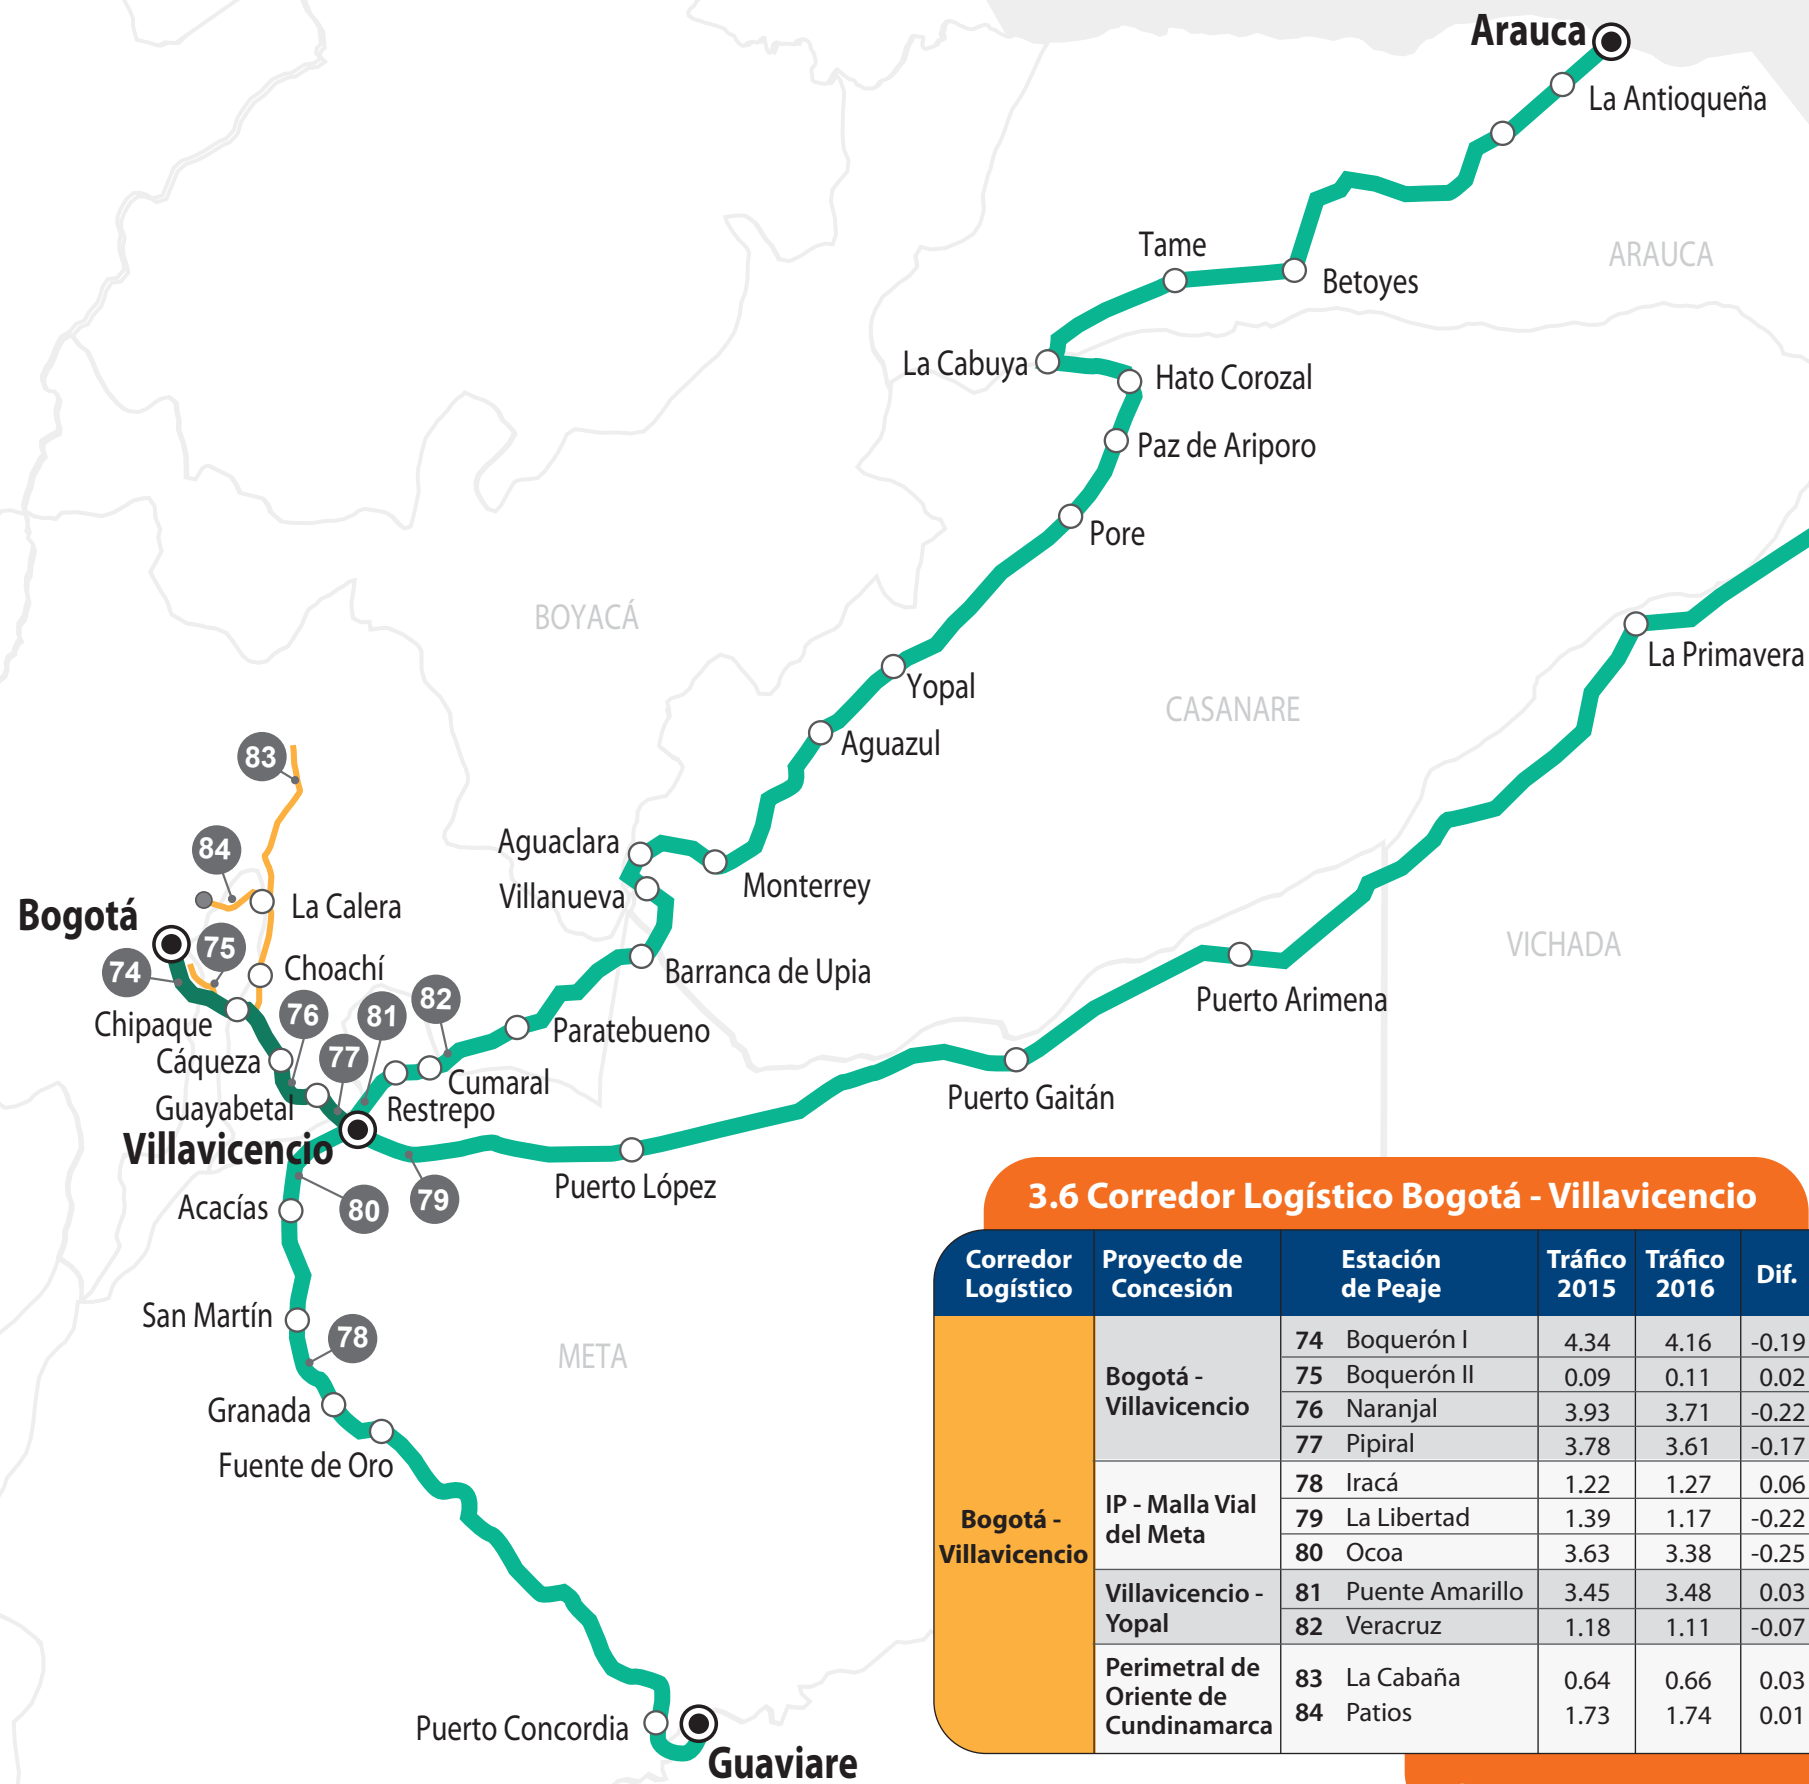 Arauca
La Antioqueña
ARAUCA
Tame
Betoyes
La Cabuya
Hato Corozal
Paz de Ariporo
Pore
BOYACÁ
La Primavera
Yopal
CASANARE
Aguazul
83
84
Aguaclara
Villanueva
Monterrey
La Calera
Bogotá
75
74
Choachí
VICHADA
Barranca de Upia
82
Puerto Arimena
76
81
Chipaque
Paratebueno
77
Cáqueza
Cumaral
Guayabetal
Restrepo
Puerto Gaitán
Villavicencio
Puerto López
79
80
Acacías
San Martín
78
META
Granada
Fuente de Oro
Puerto Concordia
Guaviare
3.6 Corredor Logístico Bogotá - Villavicencio
Corredor Logístico
Proyecto de Concesión
Estación de Peaje
Tráfico 2015
Tráfico 2016
Dif.
Bogotá - Villavicencio
Bogotá - Villavicencio
74 Boquerón I 4.34 4.16 -0.19
75 Boquerón II 0.09 0.11 0.02
76 Naranjal 3.93 3.71 -0.22
77 Pipiral 3.78 3.61 -0.17
IP - Malla Vial del Meta
78 Iracá 1.22 1.27 0.06
79 La Libertad 1.39 1.17 -0.22
80 Ocoa 3.63 3.38 -0.25
Villavicencio - Yopal
81 Puente Amarillo 3.45 3.48 0.03
82 Veracruz 1.18 1.11 -0.07
Perimetral de Oriente de Cundinamarca
83 La Cabaña 0.64 0.66 0.03
84 Patios 1.73 1.74 0.01